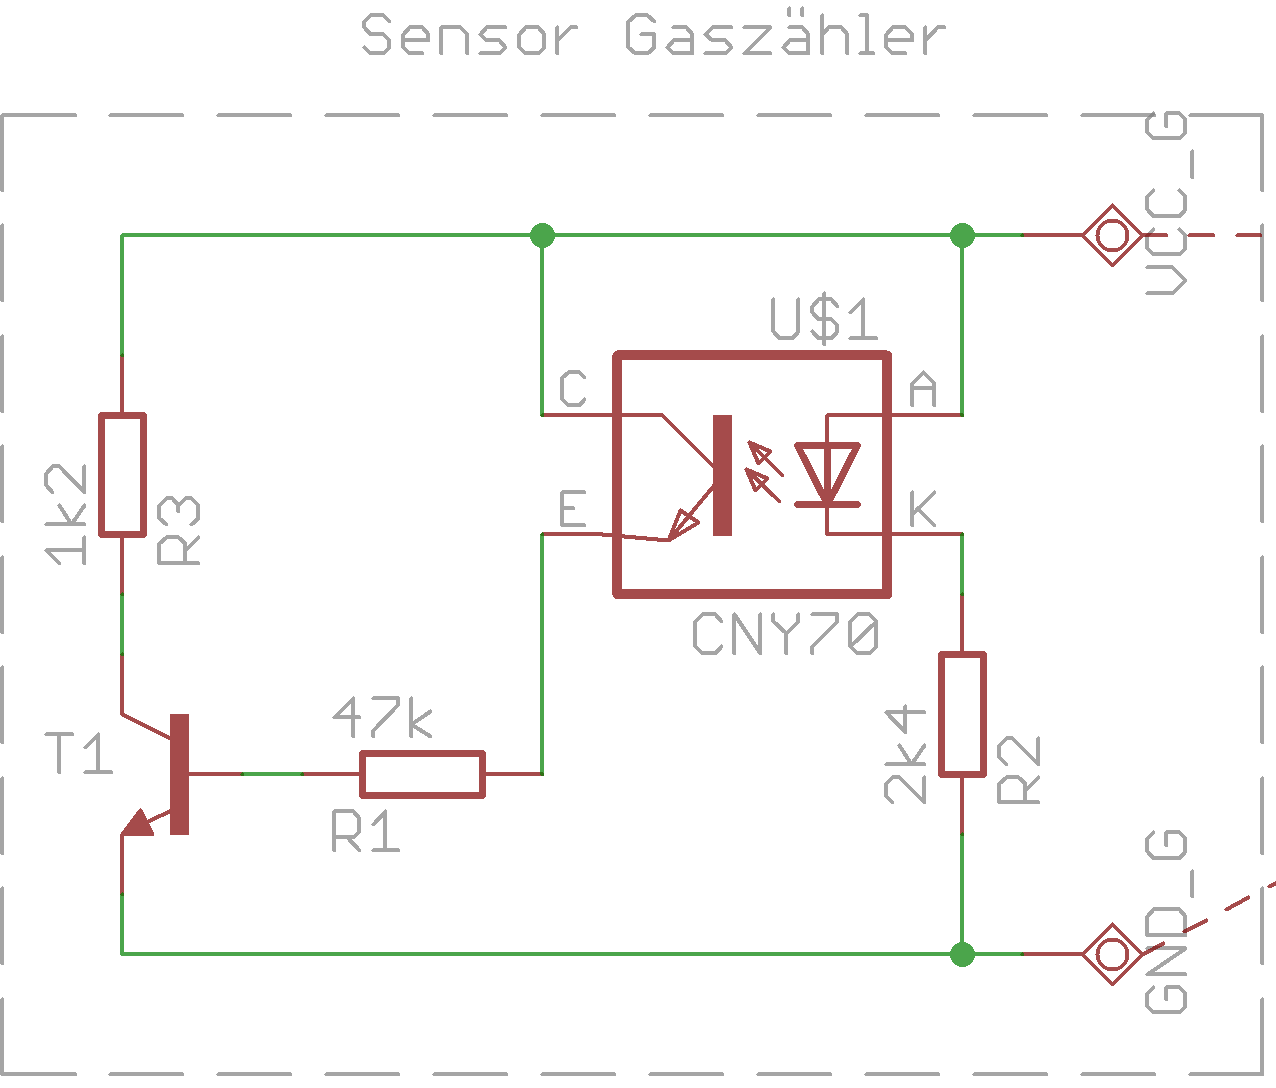 Sensor Gaszähler
VCC_G
U$1
C
A
E
K
CNY70
1k2
R3
T1
47k
R1
2k4
R2
GND_G